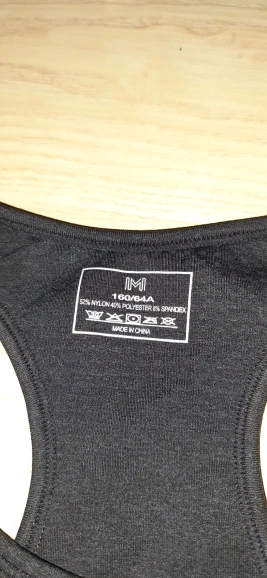 M
160/64A
52% NYLON 40% POLYESTER 8% SPANDEX
MADE IN CHINA